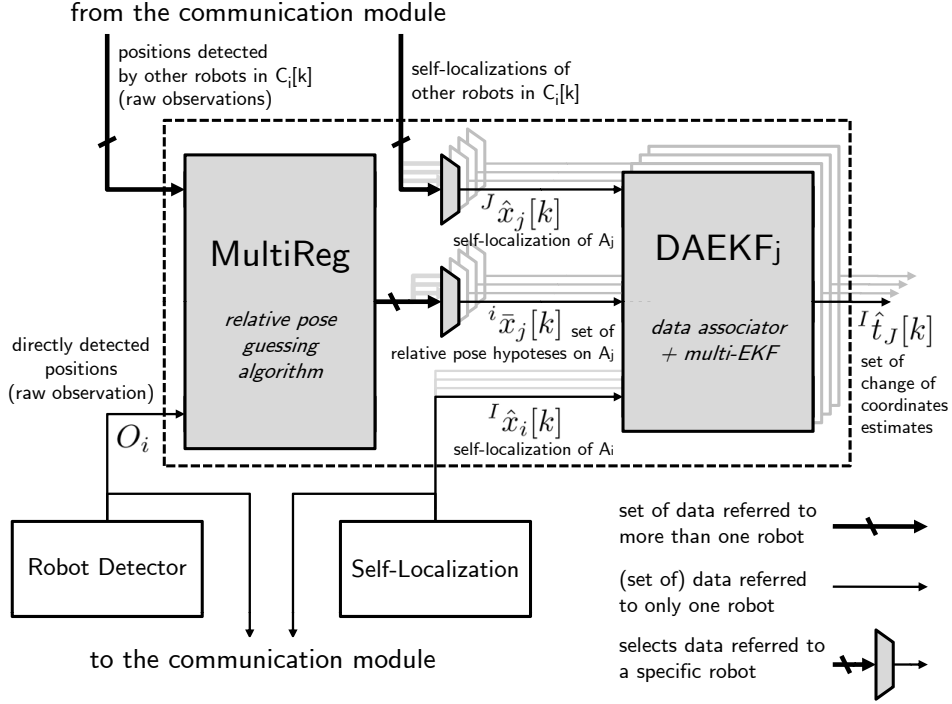 from the communication module
positions detected
by other robots in C_i[k]
(raw observations)
self-localizations of
other robots in C_i[k]
MultiReg
relative pose
guessing
algorithm
^J x̂_j[k]
self-localization of A_j
^i x̄_j[k] set of
relative pose hypoteses on A_j
^I x̂_i[k]
self-localization of A_i
DAEKF_j
data associator
+ multi-EKF
^I t̂_J[k]
set of
change of
coordinates
estimates
directly detected
positions
(raw observation)
O_i
Robot Detector
Self-Localization
to the communication module
set of data referred to
more than one robot
(set of) data referred
to only one robot
selects data referred to
a specific robot